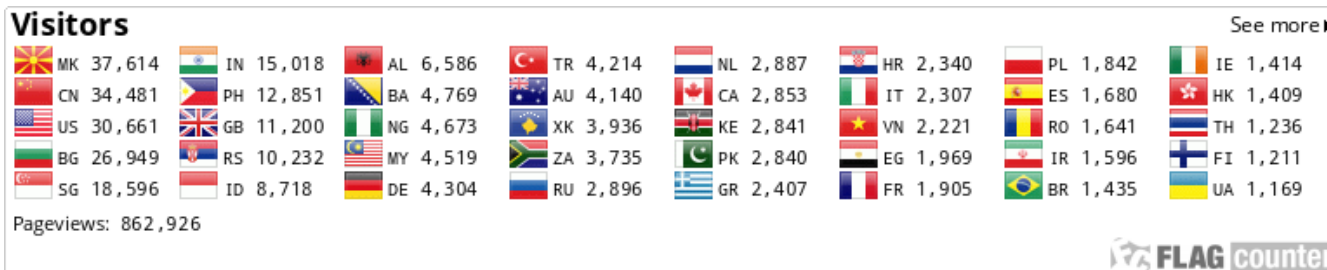 Visitors
See more
MK 37,614 IN 15,018 AL 6,586 TR 4,214 NL 2,887 HR 2,340 PL 1,842 IE 1,414
CN 34,481 PH 12,851 BA 4,769 AU 4,140 CA 2,853 IT 2,307 ES 1,680 HK 1,409
US 30,661 GB 11,200 NG 4,673 XK 3,936 KE 2,841 VN 2,221 RO 1,641 TH 1,236
BG 26,949 RS 10,232 MY 4,519 ZA 3,735 PK 2,840 EG 1,969 IR 1,596 FI 1,211
SG 18,596 ID 8,718 DE 4,304 RU 2,896 GR 2,407 FR 1,905 BR 1,435 UA 1,169
Pageviews: 862,926
FLAG counter